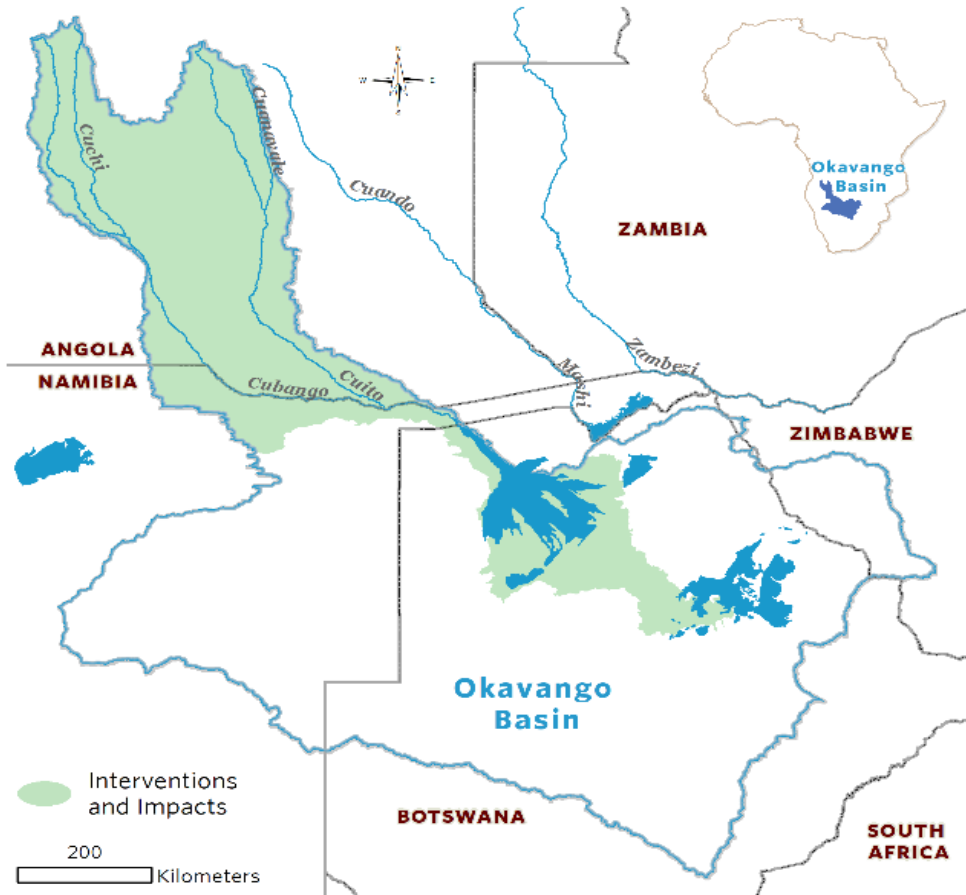 N
W
E
S
Cuchi
Cuanavale
Cuando
Okavango
Basin
ZAMBIA
ANGOLA
NAMIBIA
Cubango
Cuito
Mashi
Zambezi
ZIMBABWE
Okavango
Basin
Interventions
and Impacts
BOTSWANA
SOUTH
AFRICA
200
Kilometers